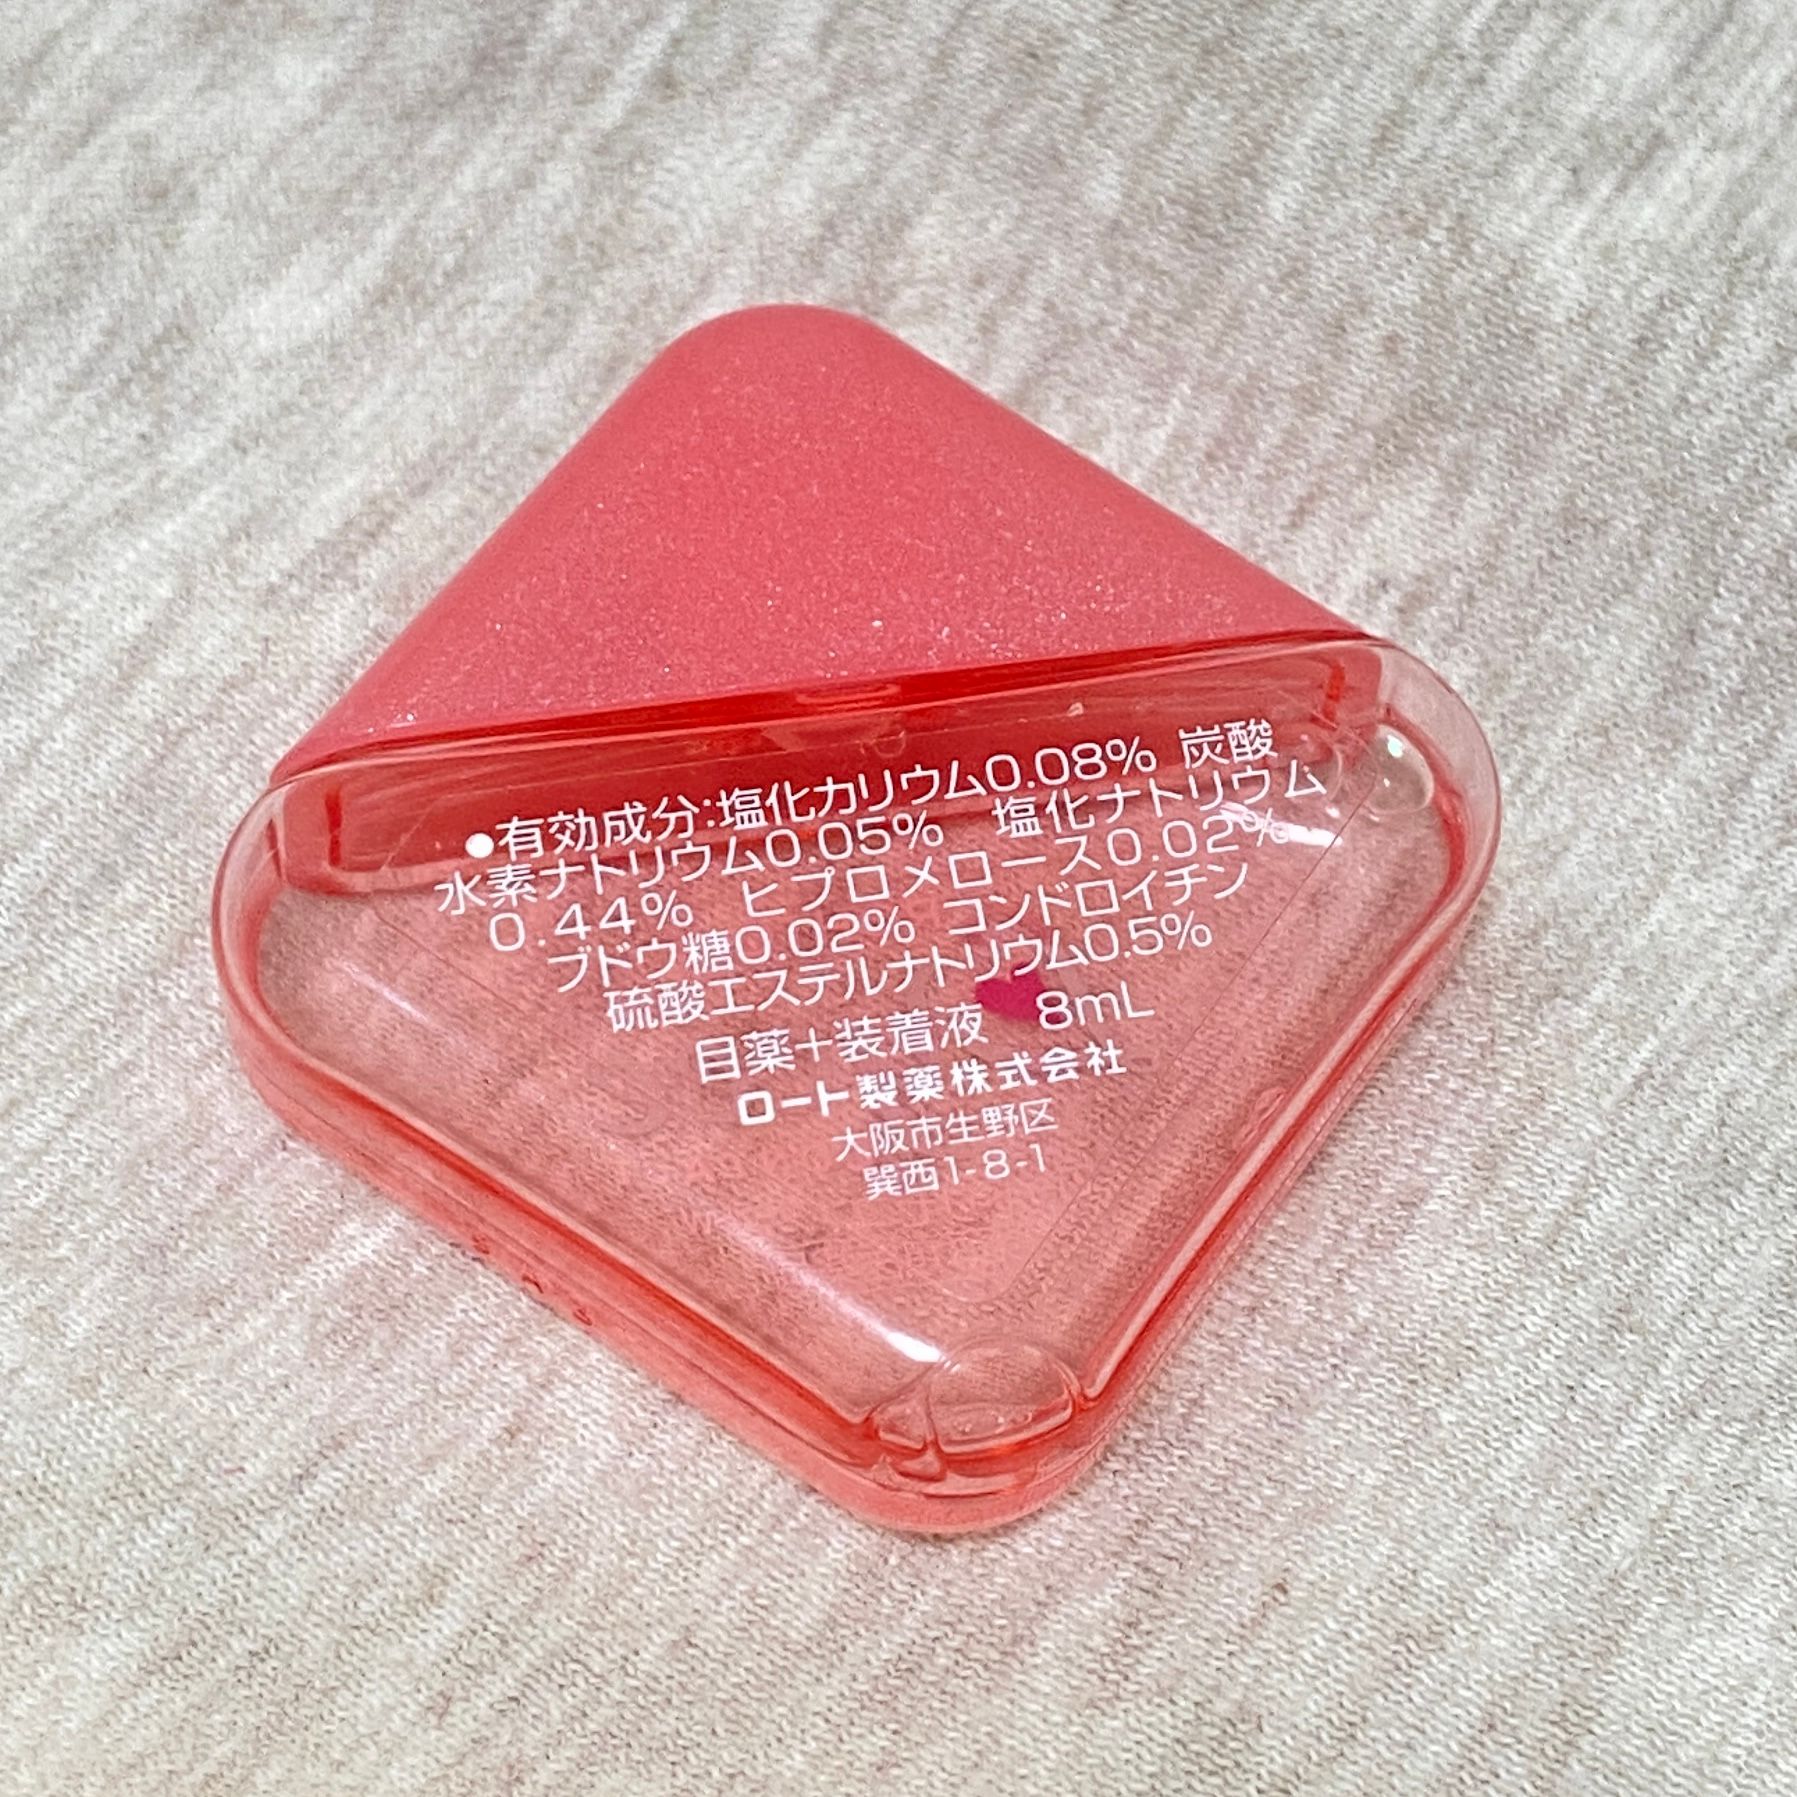 ●有効成分:塩化カリウム0.08% 炭酸
水素ナトリウム0.05% 塩化ナトリウム
0.44% ヒプロメロース0.02%
ブドウ糖0.02% コンドロイチン
硫酸エステルナトリウム0.5%
目薬+装着液 8mL
ロート製薬株式会社
大阪市生野区
巽西1-8-1